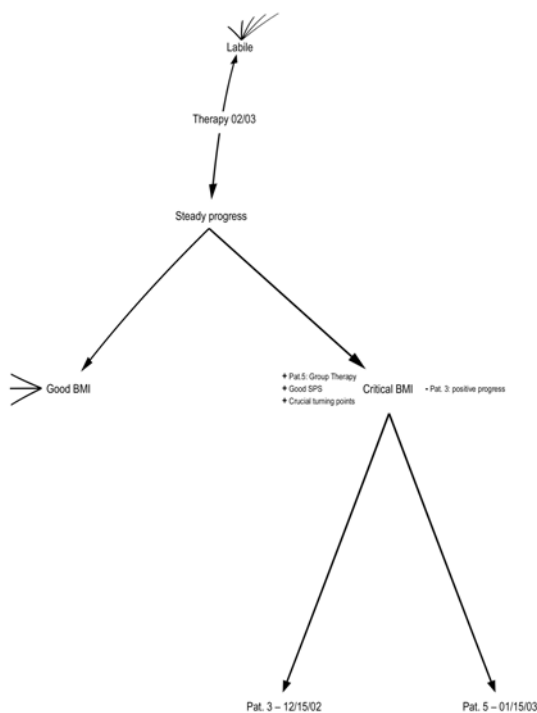 Labile
Therapy 02/03
Steady progress
Good BMI
+ Pat.5: Group Therapy
+ Good SPS
+ Crucial turning points
Critical BMI
- Pat. 3: positive progress
Pat. 3 – 12/15/02
Pat. 5 – 01/15/03